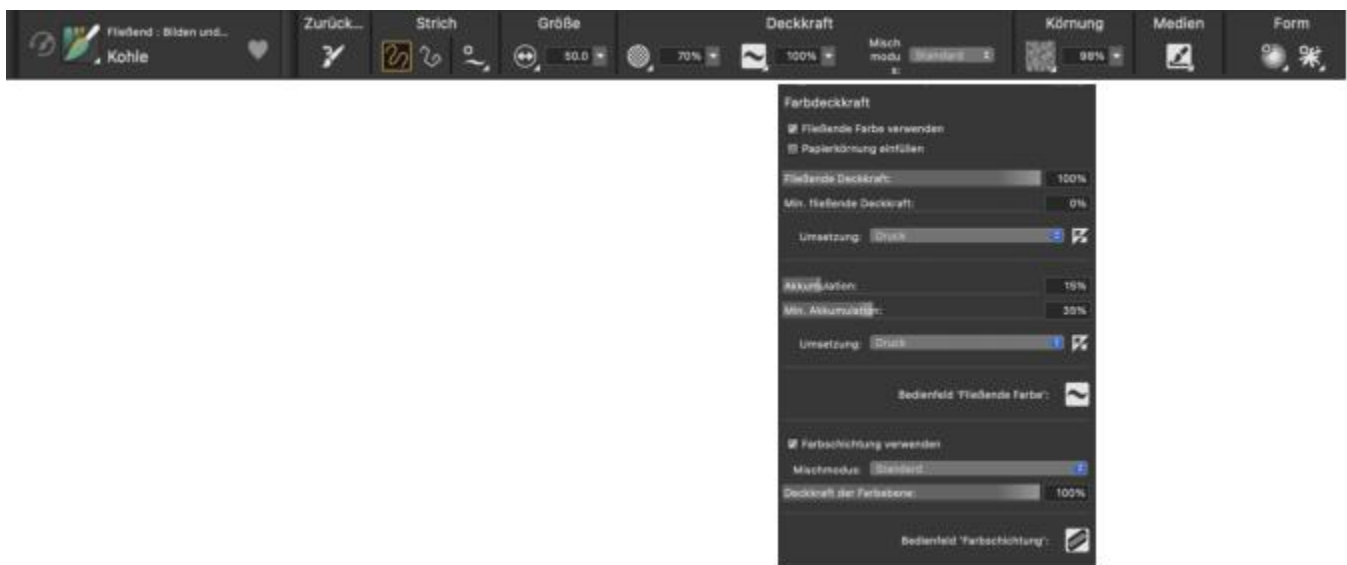 Zurück... Strich Größe Deckkraft Körnung Medien Form
Fließend : Bilden und...
Kohle
50.0 70% 100% Misch modu s: Standard 98%
Farbdeckkraft
Fließende Farbe verwenden
Papierkörnung einfüllen
Fließende Deckkraft: 100%
Min. fließende Deckkraft: 0%
Umsetzung: Druck
Akkumulation: 15%
Min. Akkumulation: 35%
Umsetzung: Druck
Bedienfeld 'Fließende Farbe':
Farbschichtung verwenden
Mischmodus: Standard
Deckkraft der Farbebene: 100%
Bedienfeld 'Farbschichtung':